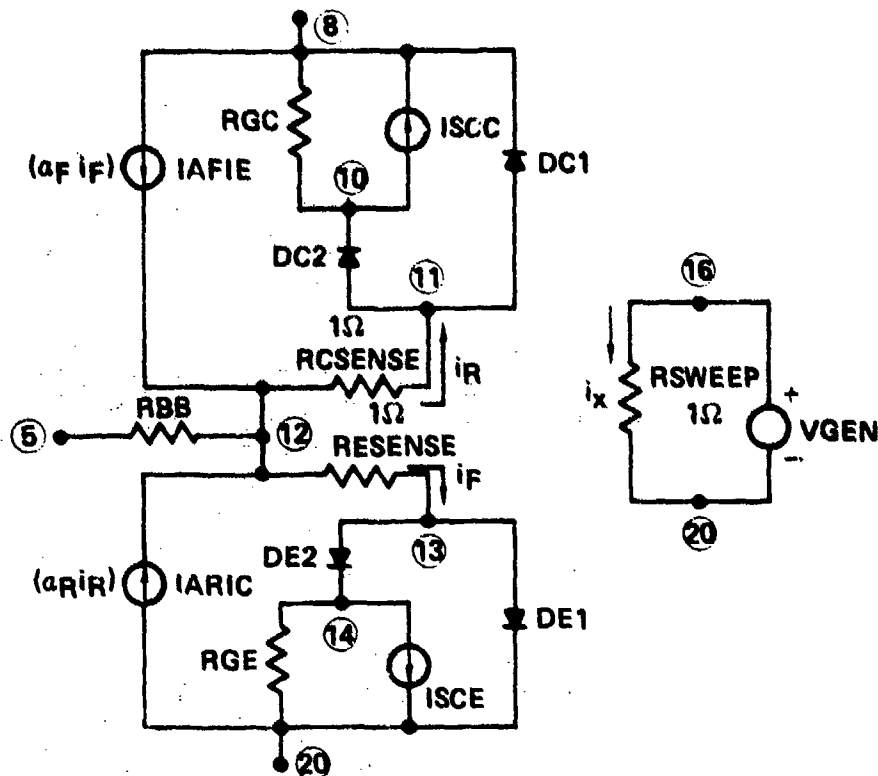 8
RGC
ISCC
(aF iF)
IAFIE
DC1
10
DC2
11
16
1Ω
RCSENSE
iR
RSWEEP
ix
1Ω
+
VGEN
-
1Ω
RBB
5
12
RESENSE
iF
20
DE2
13
(aRiR)
IARIC
14
DE1
RGE
ISCE
20